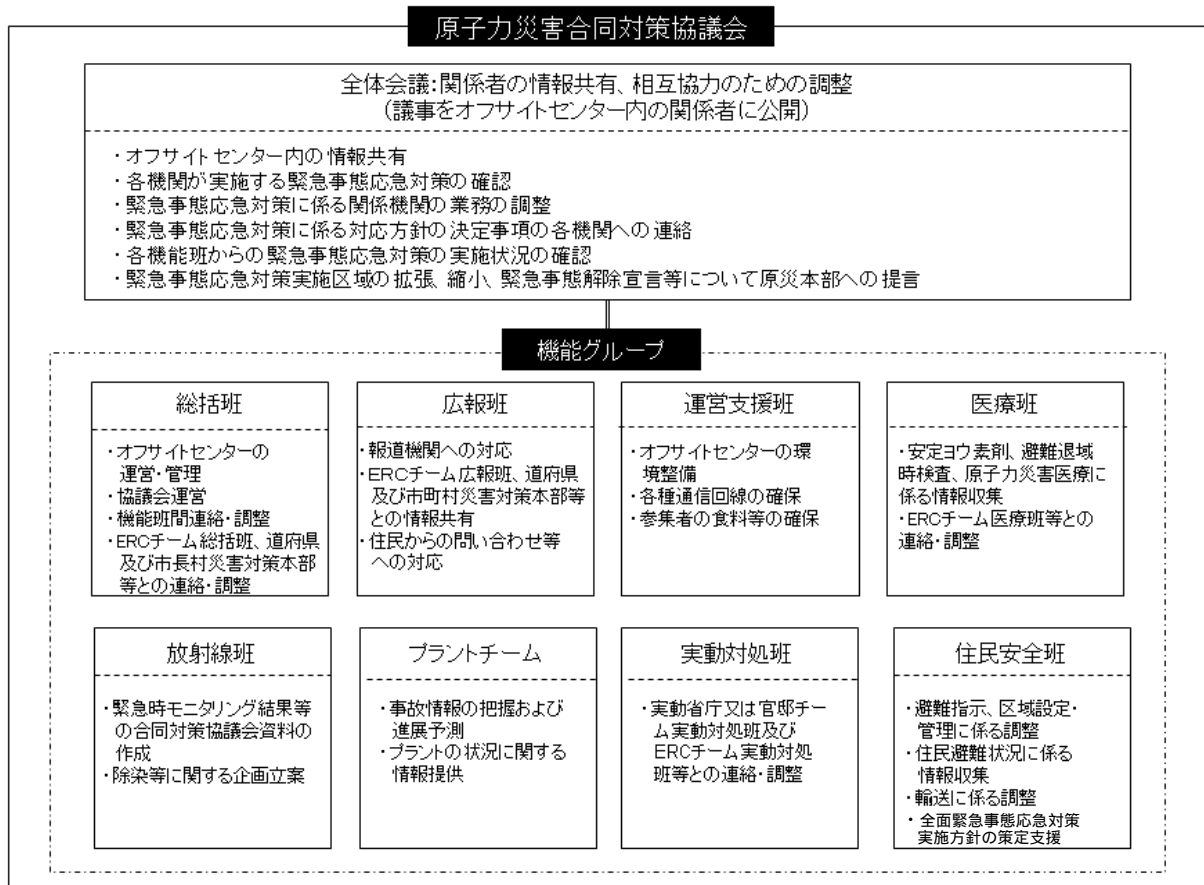 原子力災害合同対策協議会
全体会議:関係者の情報共有、相互協力のための調整
(議事をオフサイトセンター内の関係者に公開)
・オフサイトセンター内の情報共有
・各機関が実施する緊急事態応急対策の確認
・緊急事態応急対策に係る関係機関の業務の調整
・緊急事態応急対策に係る対応方針の決定事項の各機関への連絡
・各機能班からの緊急事態応急対策の実施状況の確認
・緊急事態応急対策実施区域の拡張、縮小、緊急事態解除宣言等について原災本部への提言
機能グループ
総括班
・オフサイトセンターの
運営・管理
・協議会運営
・機能班間連絡・調整
・ERCチーム総括班、道府県
及び市長村災害対策本部
等との連絡・調整
広報班
・報道機関への対応
・ERCチーム広報班、道府県
及び市町村災害対策本部等
との情報共有
・住民からの問い合わせ等
への対応
運営支援班
・オフサイトセンターの環
境整備
・各種通信回線の確保
・参集者の食料等の確保
医療班
・安定ヨウ素剤、避難退域
時検査、原子力災害医療に
係る情報収集
・ERCチーム医療班等との
連絡・調整
放射線班
・緊急時モニタリング結果等
の合同対策協議会資料の
作成
・除染等に関する企画立案
プラントチーム
・事故情報の把握および
進展予測
・プラントの状況に関する
情報提供
実動対処班
・実動省庁又は官邸チー
ム実動対処班及び
ERCチーム実動対処
班等との連絡・調整
住民安全班
・避難指示、区域設定・
管理に係る調整
・住民避難状況に係る
情報収集
・輸送に係る調整
・全面緊急事態応急対策
実施方針の策定支援